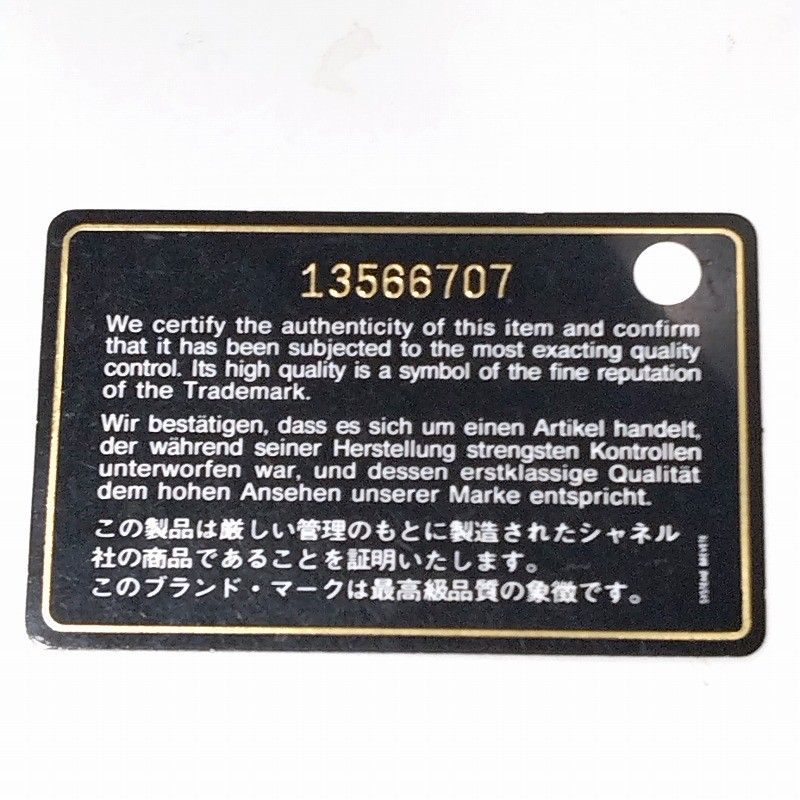 13566707
We certify the authenticity of this item and confirm
that it has been subjected to the most exacting quality
control. Its high quality is a symbol of the fine reputation
of the Trademark.
Wir bestätigen, dass es sich um einen Artikel handelt,
der während seiner Herstellung strengsten Kontrollen
unterworfen war, und dessen erstklassige Qualität
dem hohen Ansehen unserer Marke entspricht.
この製品は厳しい管理のもとに製造されたシャネル
社の商品であることを証明いたします。
このブランド・マークは最高級品質の象徴です。
SYSTEME BREVETE